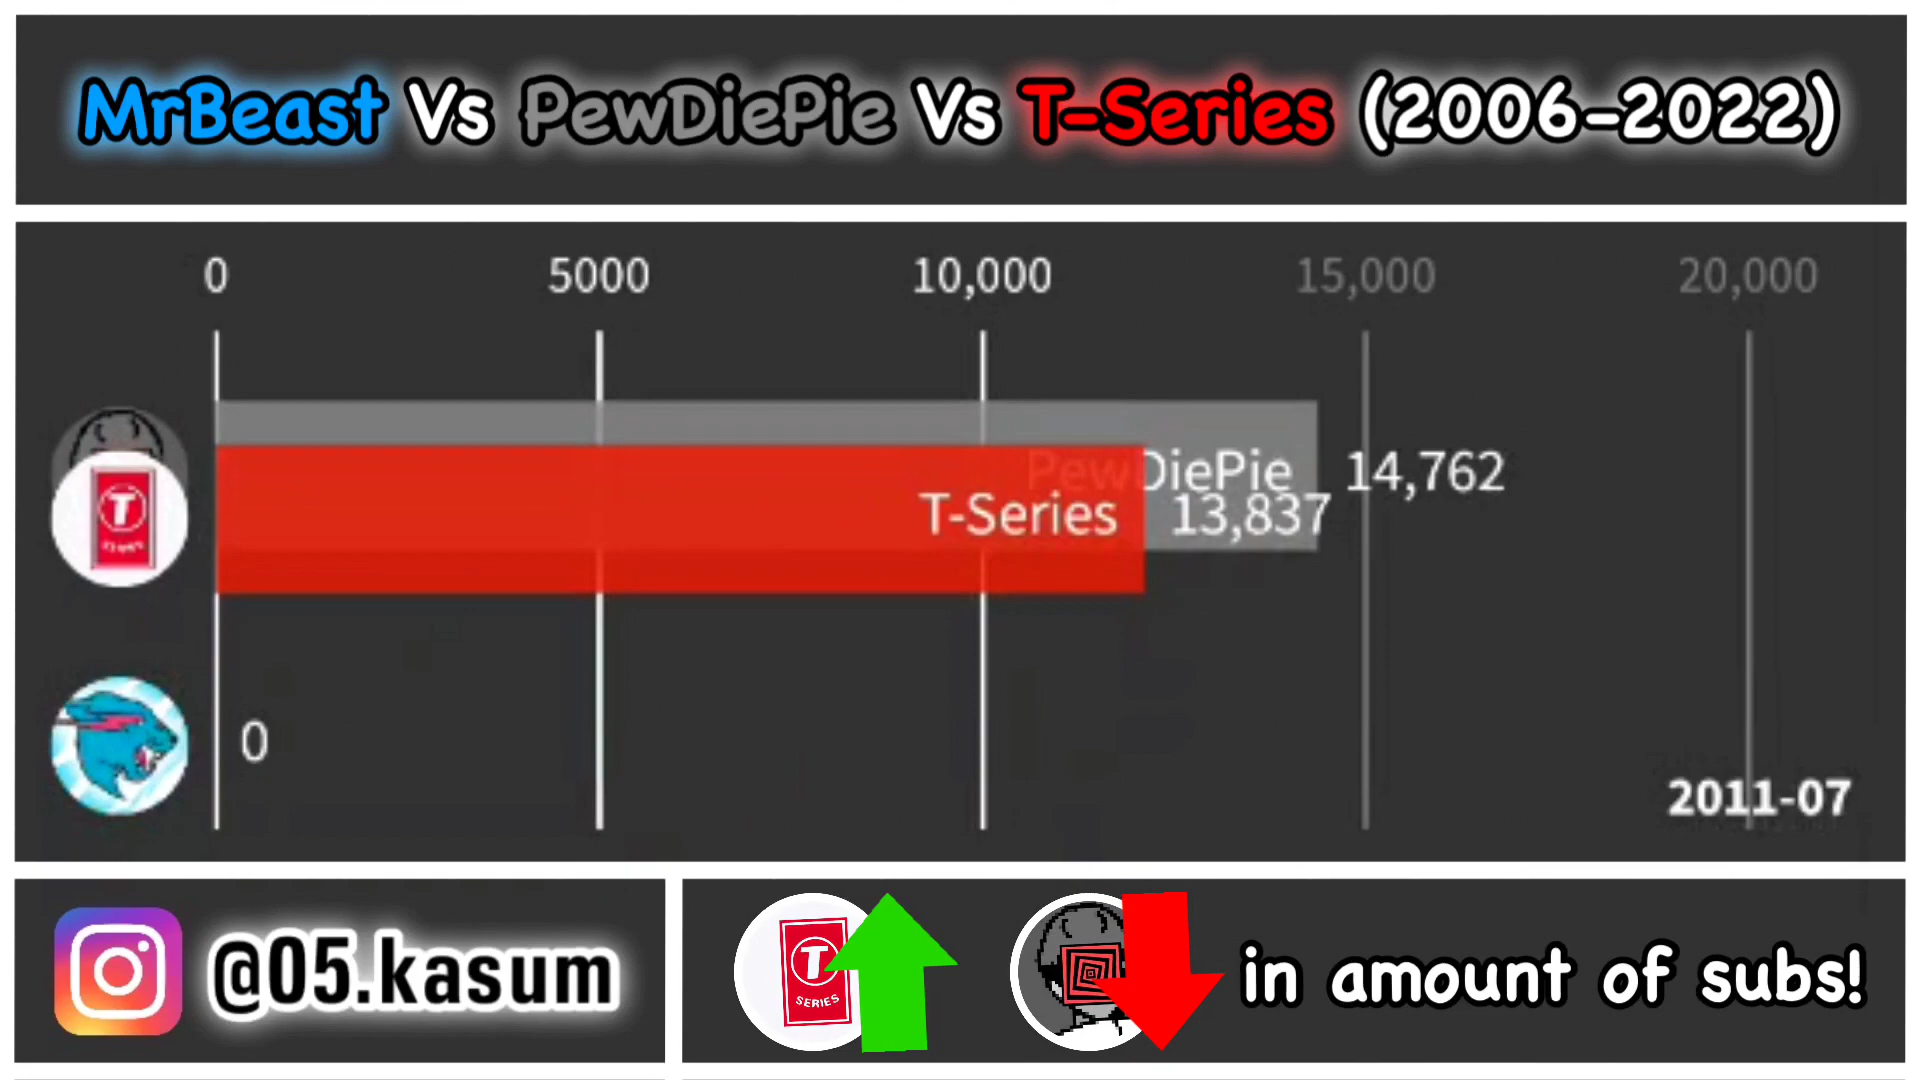 MrBeast Vs PewDiePie Vs T-Series (2006-2022)
0 5000 10,000 15,000 20,000
PewDiePie 14,762
T-Series 13,837
0
2011-07
@05.kasum
T SERIES
in amount of subs!